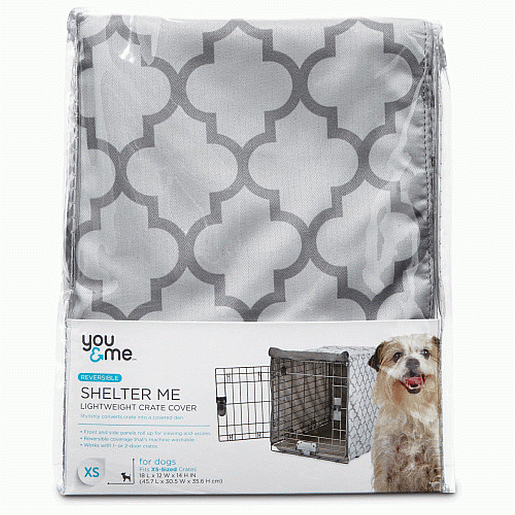 you
&me™
REVERSIBLE
SHELTER ME
LIGHTWEIGHT CRATE COVER
Stylishly converts crate into a covered den
• Front and side panels roll up for viewing and access
• Reversible coverage that's machine washable
• Works with 1- or 2-door crates
XS
for dogs
Fits XS-Sized Crates
18 L x 12 W x 14 H IN
(45.7 L x 30.5 W x 35.6 H cm)